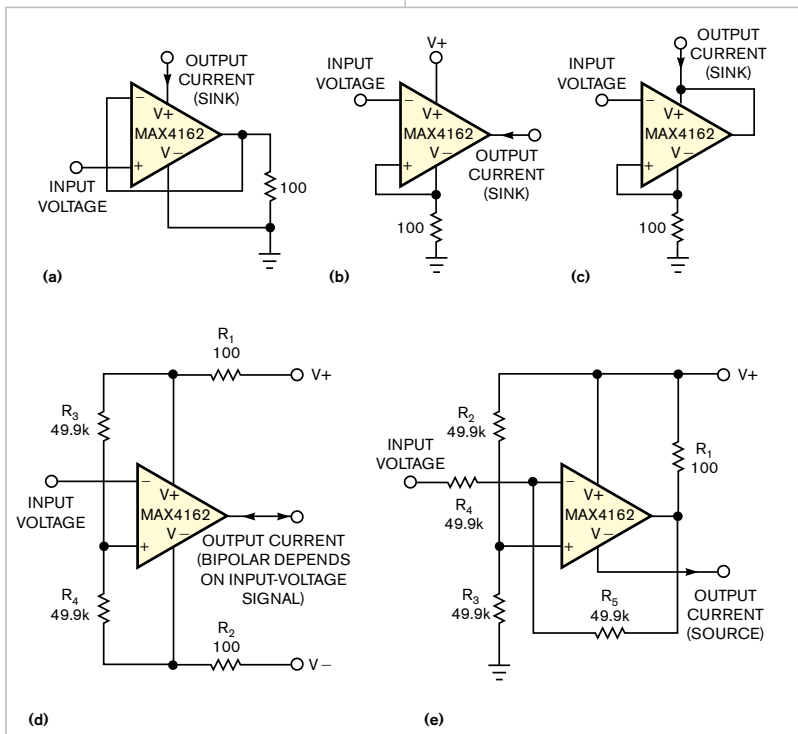 OUTPUT
CURRENT
(SINK)
−
V+
MAX4162
V−
+
INPUT
VOLTAGE
100
(a)
V+
INPUT
VOLTAGE
−
V+
MAX4162
V−
+
OUTPUT
CURRENT
(SINK)
100
(b)
OUTPUT
CURRENT
(SINK)
INPUT
VOLTAGE
−
V+
MAX4162
V−
+
100
(c)
R1
100
V+
R3
49.9k
INPUT
VOLTAGE
−
V+
MAX4162
V−
+
OUTPUT CURRENT
(BIPOLAR DEPENDS
ON INPUT-VOLTAGE
SIGNAL)
R4
49.9k
R2
100
V−
(d)
V+
R2
49.9k
R1
100
INPUT
VOLTAGE
R4
49.9k
−
V+
MAX4162
V−
+
R3
49.9k
R5
49.9k
OUTPUT
CURRENT
(SOURCE)
(e)